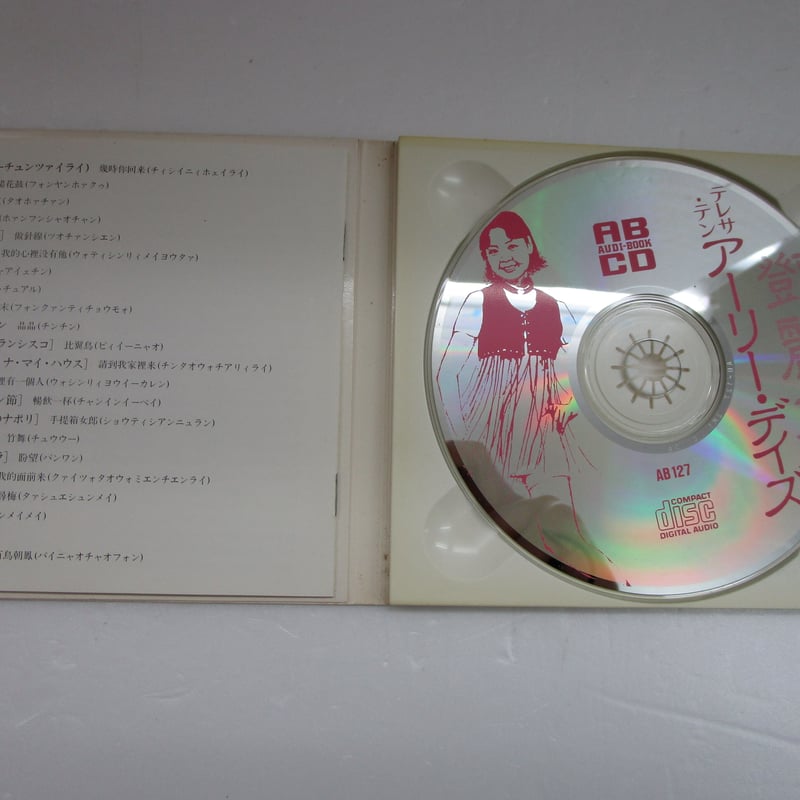 ーチュンツァイライ) 幾時你回来(チィシイニィホェイライ)
陽花鼓(フォンヤンホァクゥ)
(タオホァチャン)
ホァンフンシャオチャン)
] 做針線(ツオチャンシエン)
我的心裡没有他(ウォティシンリィメイヨウタァ)
ーアイェチン)
チュアル)
末(フォンクァンティチョウモォ)
ン 晶晶(チンチン)
ランシスコ] 比翼鳥(ピィイーニャオ)
ナ・マイ・ハウス] 請到我家裡来(チンタオウォチアリィライ)
裡有一個人(ウォシンリィヨウイーカレン)
ン節] 暢飲一杯(チャンインイーペイ)
ナポリ] 手提箱女郎(ショウティシアンニュラン)
竹舞(チュウウー)
ラ] 盼望(パンワン)
我的面前来(クァイツォタオウォミエンチエンライ)
尋梅(タァシュエシュンメイ)
ンメイメイ)
百鳥朝鳳(パイニャオチャオフォン)
AB
AUDI-BOOK
CD
テレサ
・テン
アーリー・デイズ
鄧麗
AB127
COMPACT
disc
DIGITAL AUDIO